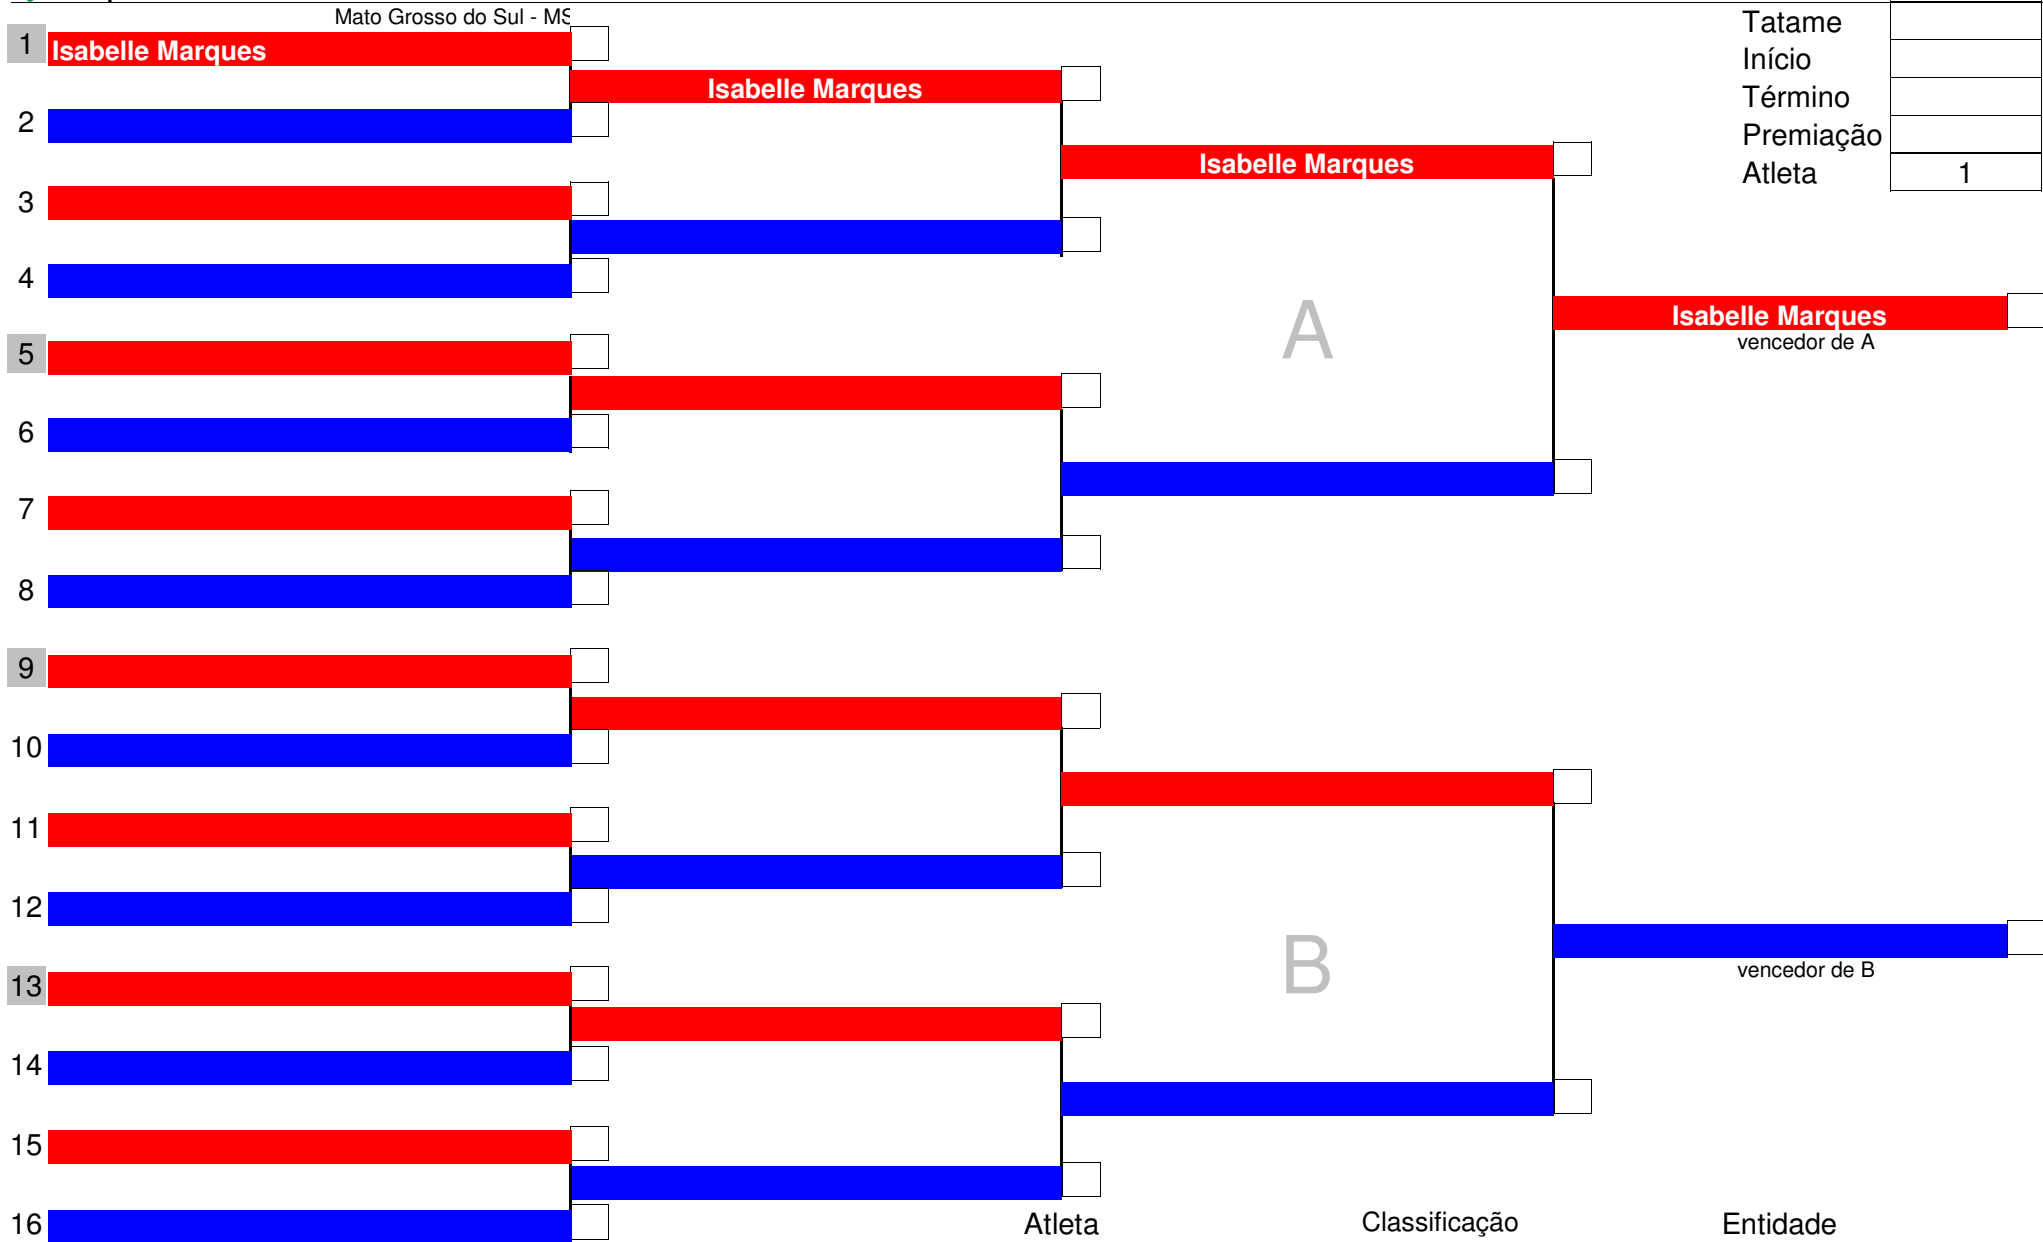 Mato Grosso do Sul - MS
Tatame
Início
Término
Premiação
Atleta 1
1 Isabelle Marques
Isabelle Marques
2
Isabelle Marques
3
4
A
Isabelle Marques
vencedor de A
5
6
7
8
9
10
11
12
B
vencedor de B
13
14
15
16
Atleta Classificação Entidade